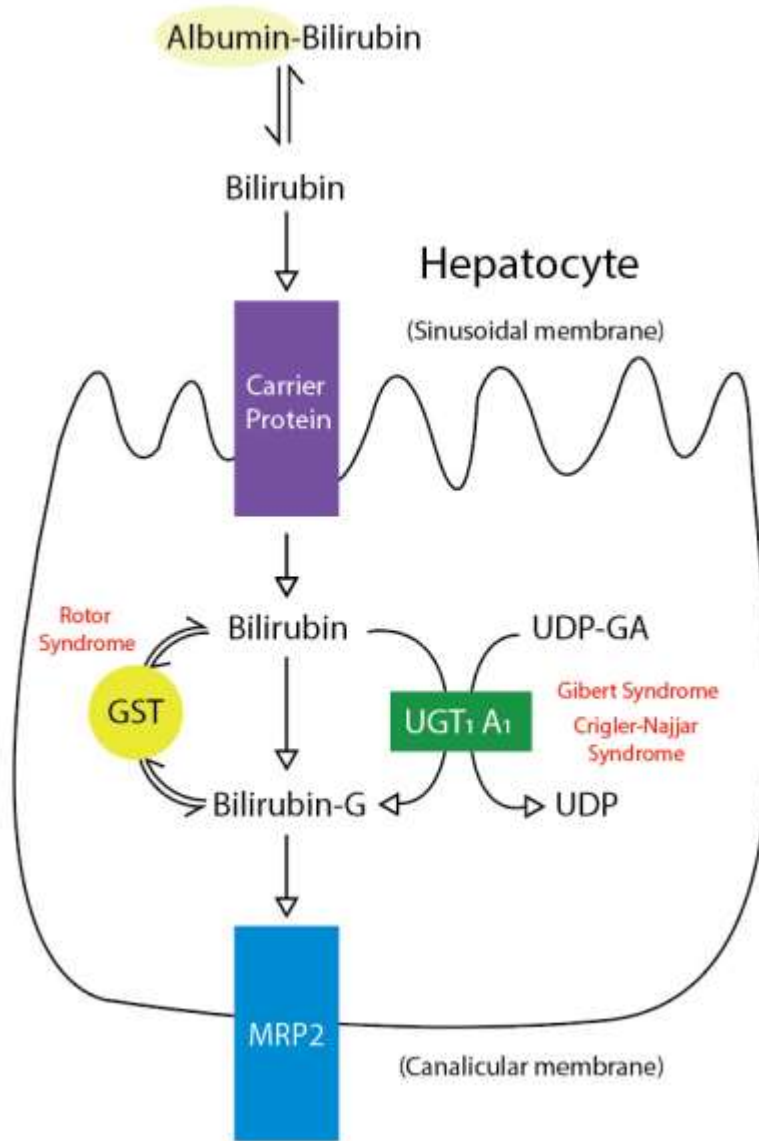 Albumin-Bilirubin
Bilirubin
Hepatocyte
(Sinusoidal membrane)
Carrier
Protein
Rotor
Syndrome
Bilirubin
UDP-GA
GST
UGT₁ A₁
Gibert Syndrome
Crigler-Najjar
Syndrome
Bilirubin-G
UDP
MRP2
(Canalicular membrane)